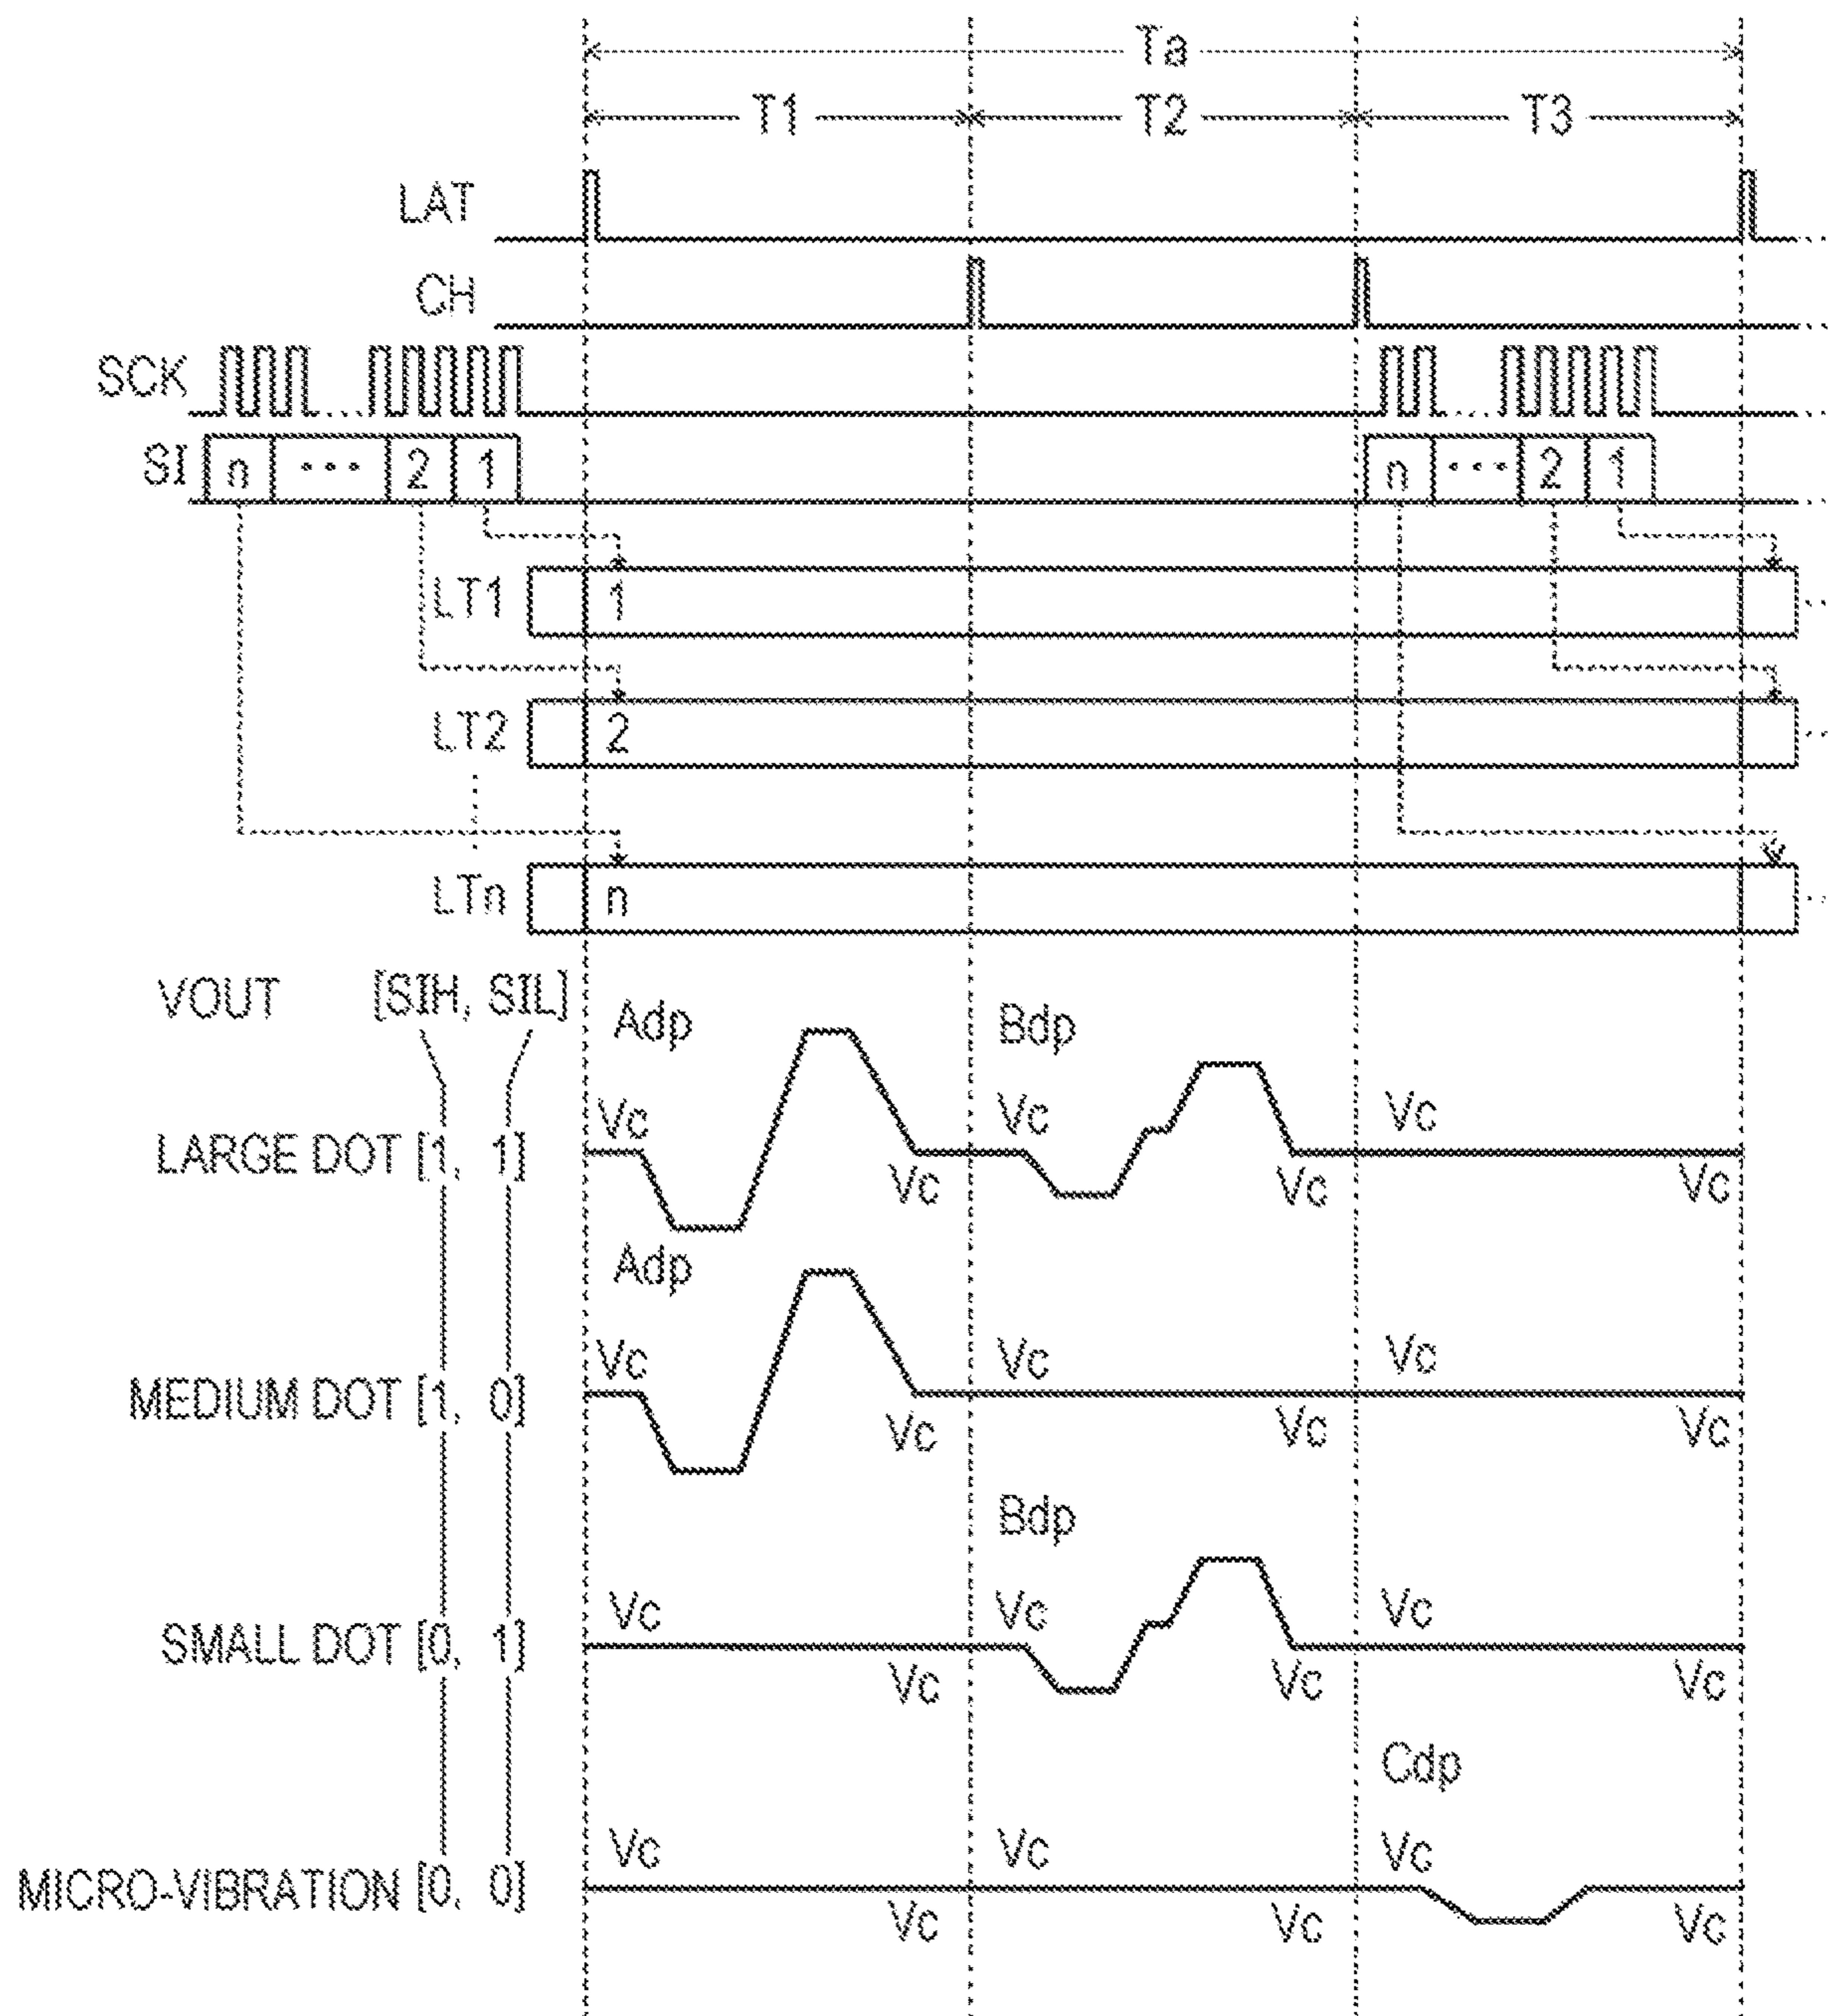 Ta
T1 T2 T3
LAT
CH
SCK
SI n ... 2 1 n ... 2 1
LT1 1
LT2 2
LTn n
VOUT [SIH, SIL]
Adp Bdp
Vc Vc Vc
LARGE DOT [1, 1]
Vc Vc Vc
Adp
Vc Vc Vc
MEDIUM DOT [1, 0]
Vc Vc Vc
Bdp
Vc Vc Vc
SMALL DOT [0, 1]
Vc Vc Vc
Cdp
Vc Vc Vc
MICRO-VIBRATION [0, 0]
Vc Vc Vc